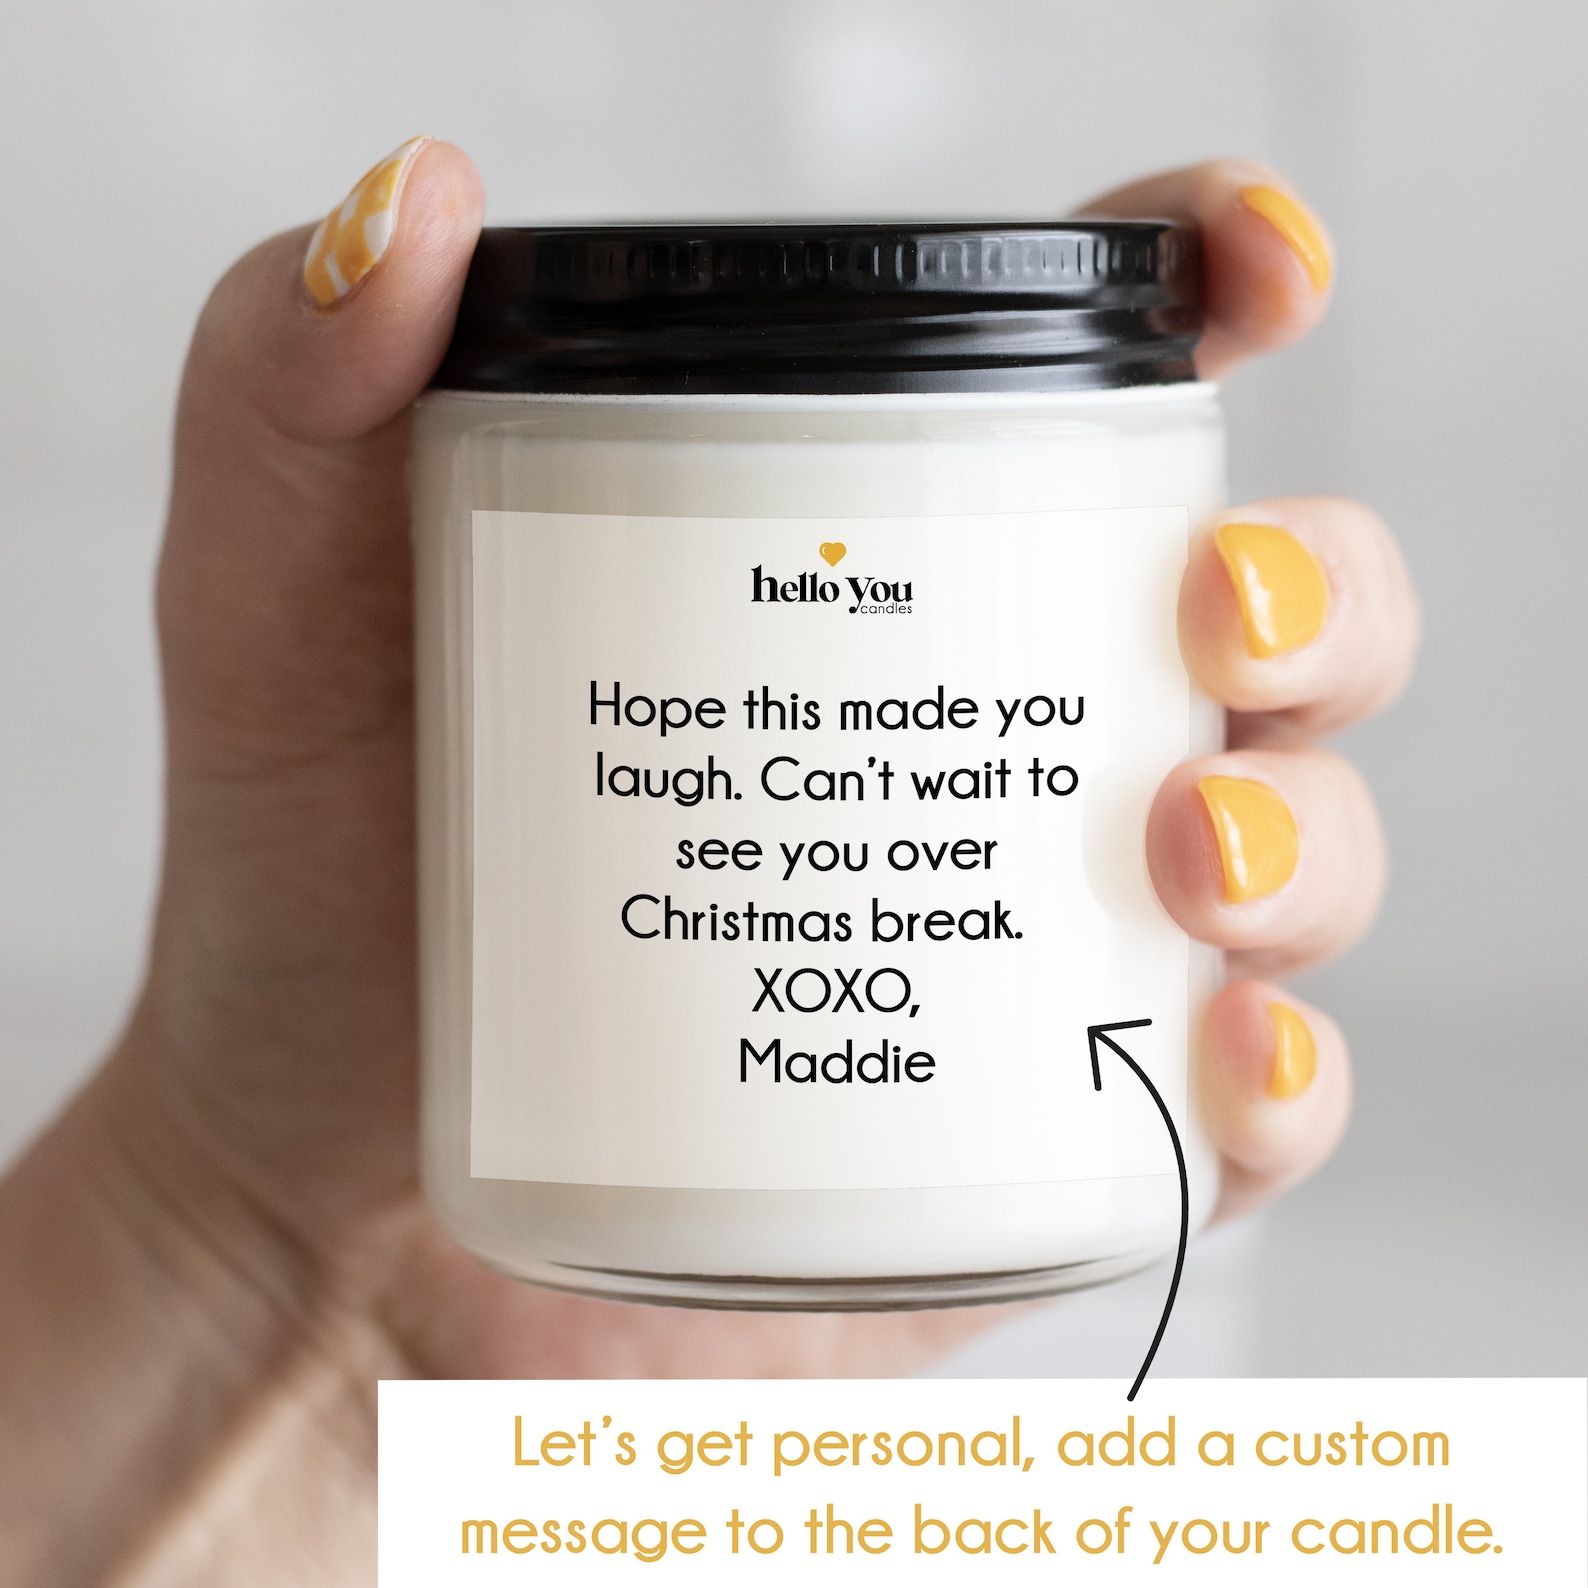 hello you
candles
Hope this made you
laugh. Can't wait to
see you over
Christmas break.
XOXO,
Maddie
Let's get personal, add a custom
message to the back of your candle.